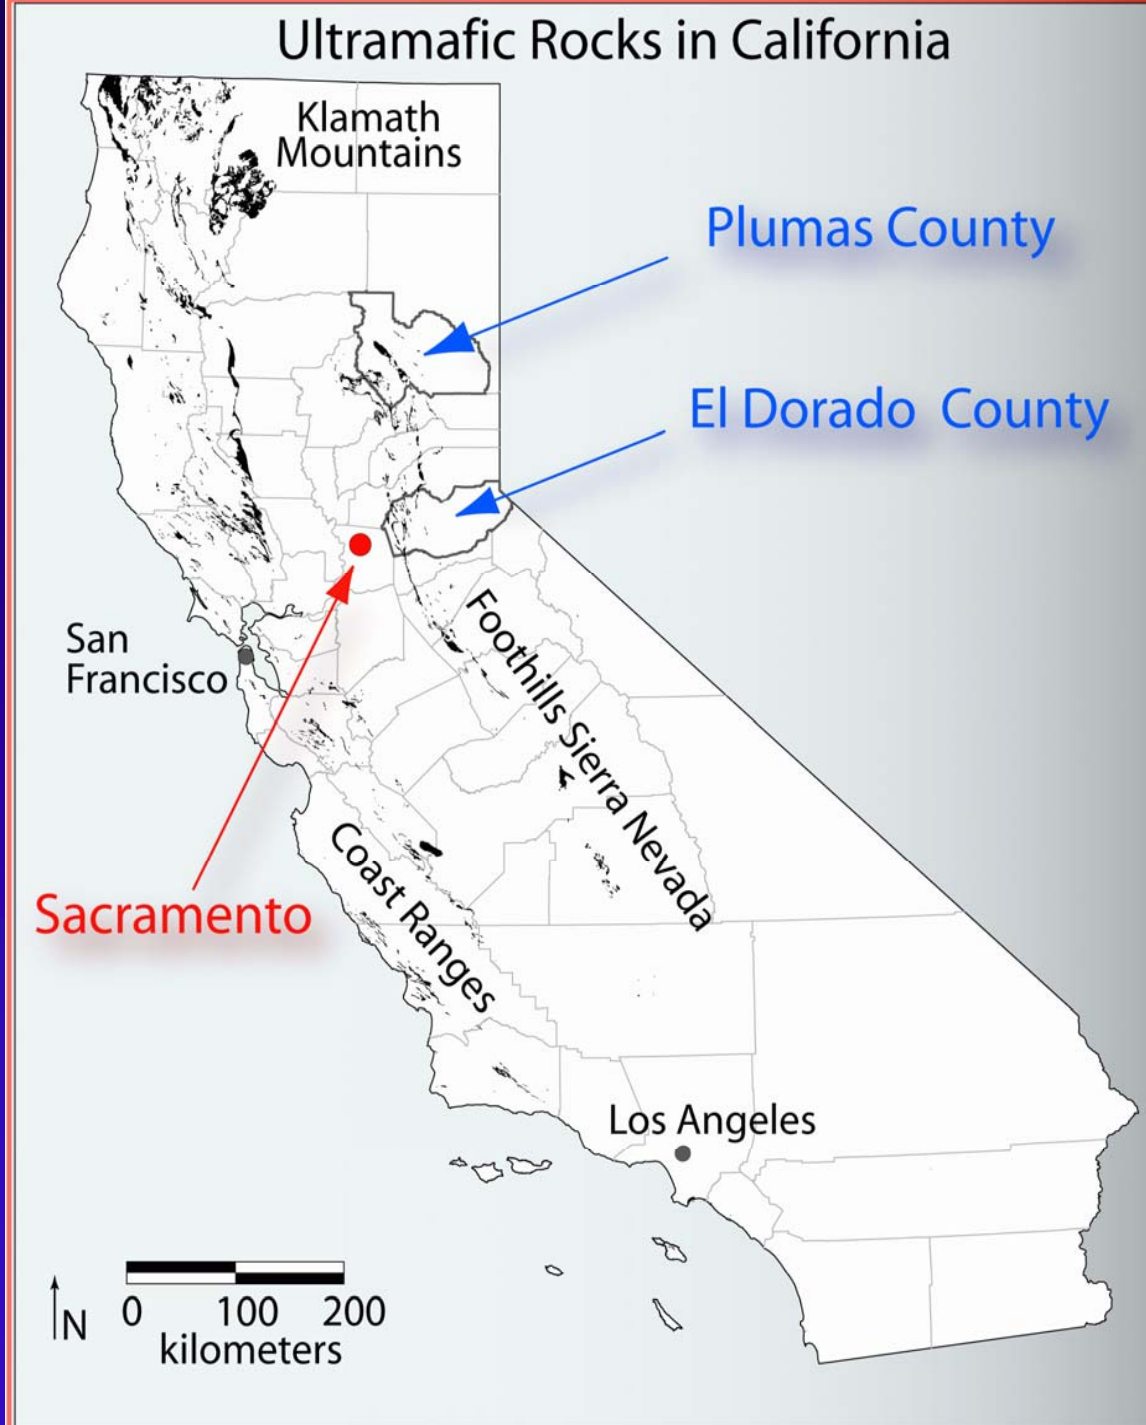 Ultramafic Rocks in California
Klamath
Mountains
Plumas County
El Dorado County
San
Francisco
Foothills Sierra Nevada
Coast Ranges
Sacramento
Los Angeles
N
0 100 200
kilometers